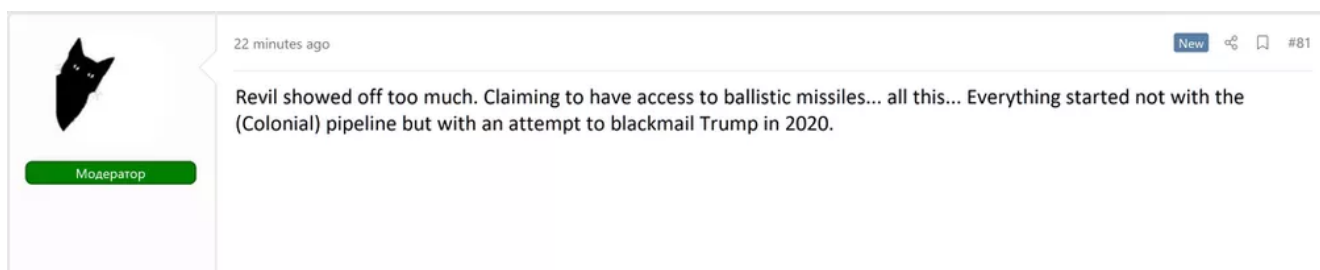 22 minutes ago
New
#81
Revil showed off too much. Claiming to have access to ballistic missiles... all this... Everything started not with the
(Colonial) pipeline but with an attempt to blackmail Trump in 2020.
Модератор